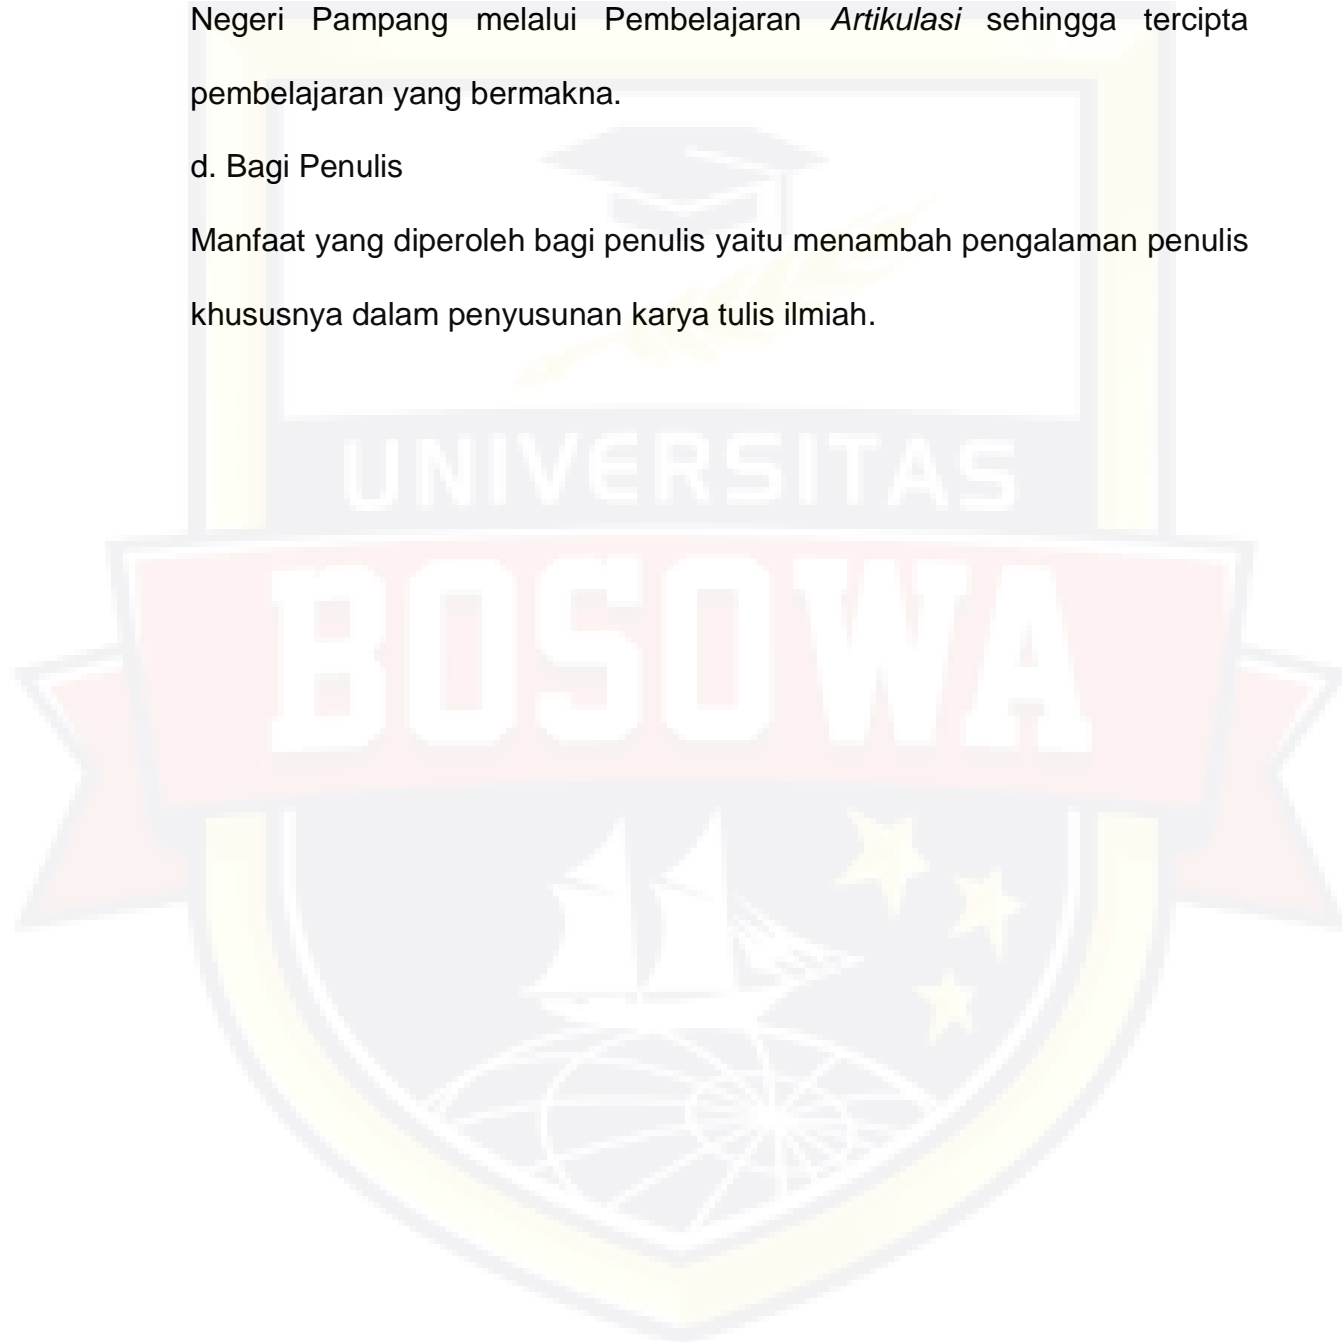 Negeri Pampang melalui Pembelajaran Artikulasi sehingga tercipta
pembelajaran yang bermakna.
d. Bagi Penulis
Manfaat yang diperoleh bagi penulis yaitu menambah pengalaman penulis
khususnya dalam penyusunan karya tulis ilmiah.
UNIVERSITAS
BOSOWA